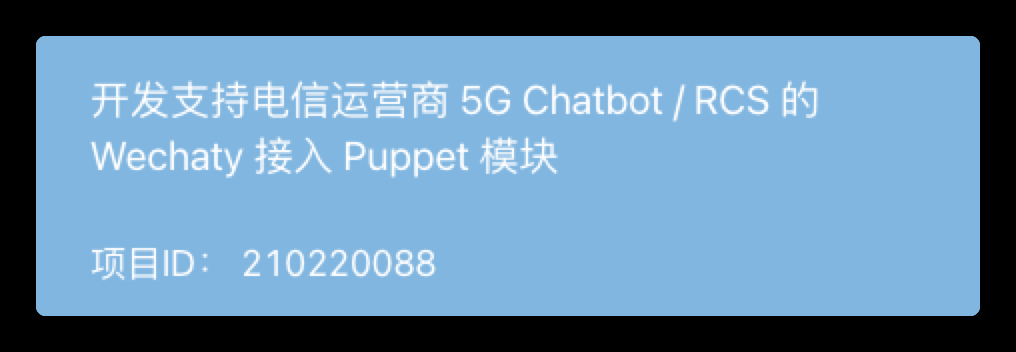 开发支持电信运营商 5G Chatbot / RCS 的
Wechaty 接入 Puppet 模块
项目ID： 210220088